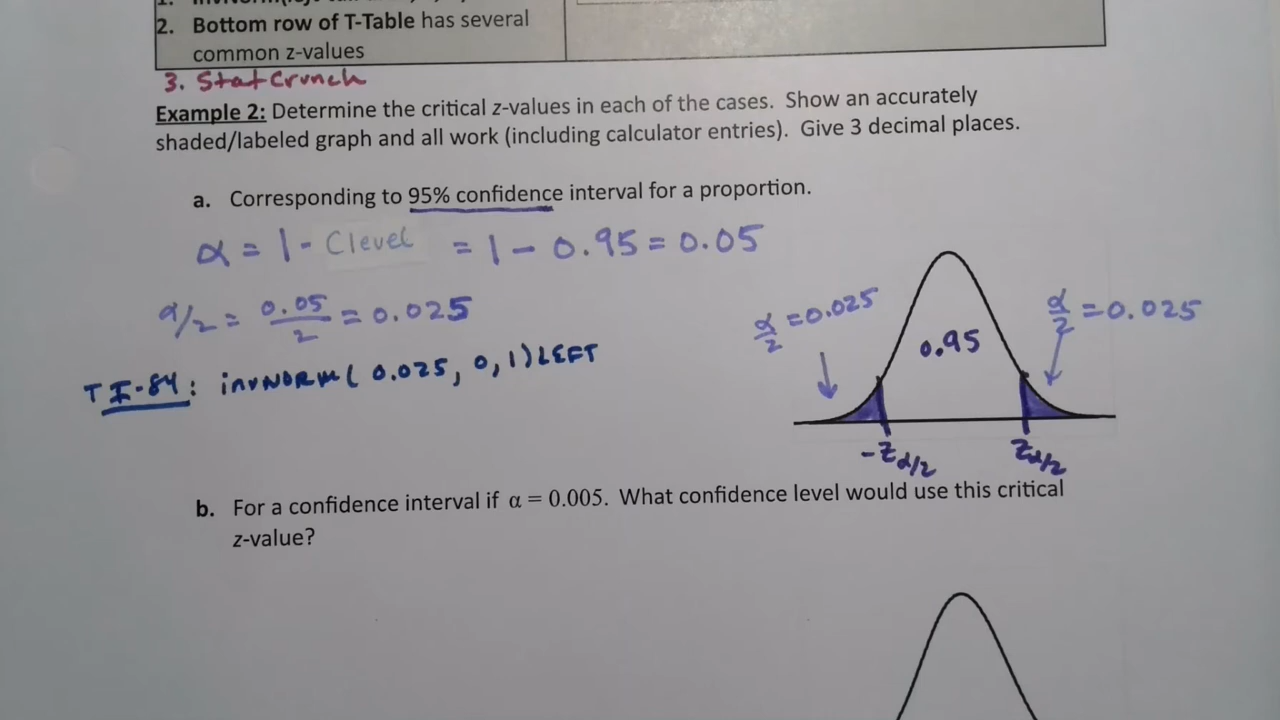 2. Bottom row of T-Table has several
common z-values
3. StatCrunch
Example 2: Determine the critical z-values in each of the cases. Show an accurately
shaded/labeled graph and all work (including calculator entries). Give 3 decimal places.
a. Corresponding to 95% confidence interval for a proportion.
α = 1 - Clevel = 1 - 0.95 = 0.05
α/2 = 0.05/2 = 0.025
TI-84: invNORM( 0.025, 0, 1) LEFT
α/2 = 0.025
0.95
α/2 = 0.025
-Zα/2
Zα/2
b. For a confidence interval if α = 0.005. What confidence level would use this critical
z-value?